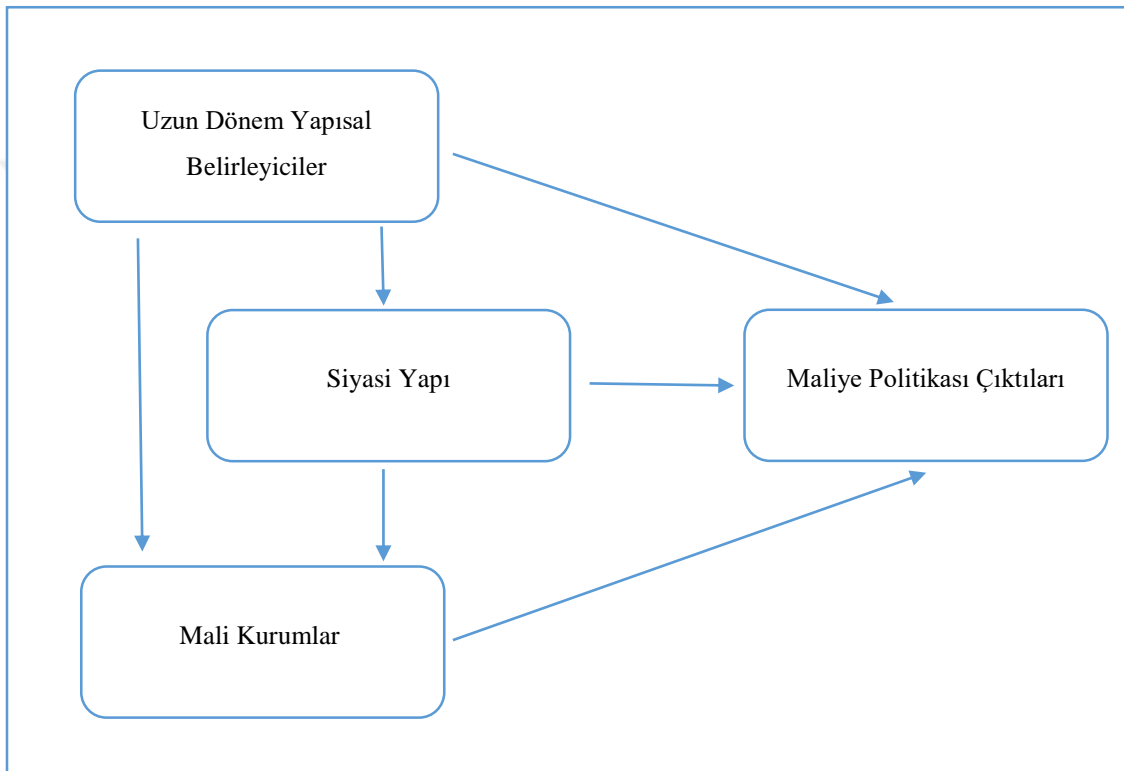 Uzun Dönem Yapısal
Belirleyiciler
Siyasi Yapı
Maliye Politikası Çıktıları
Mali Kurumlar